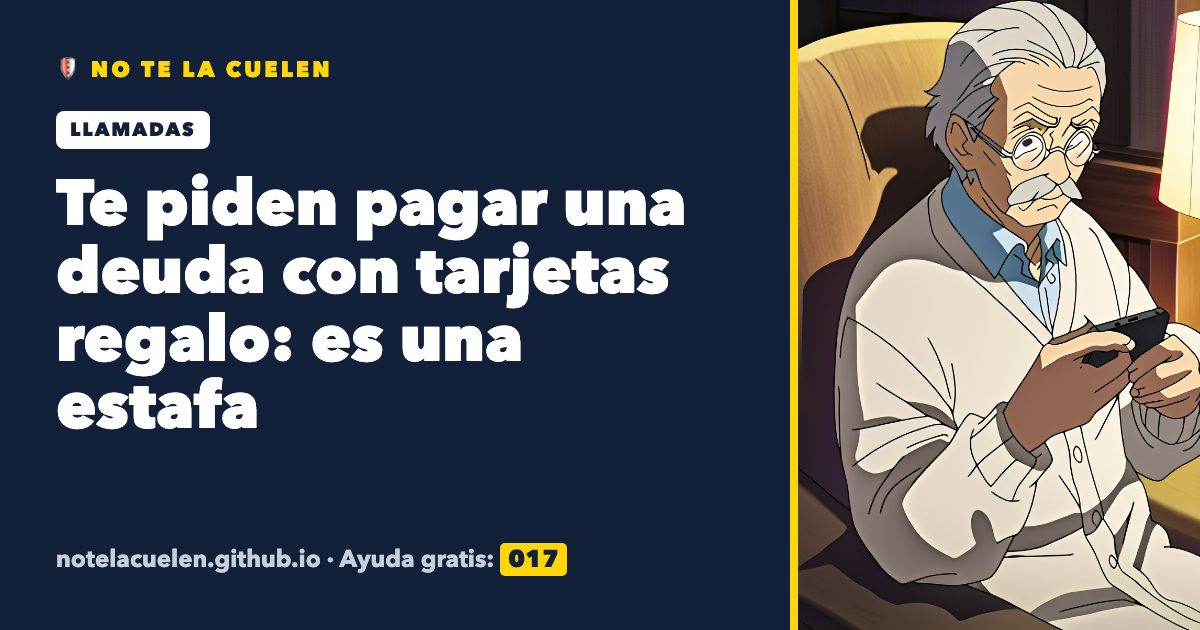 NO TE LA CUELEN
LLAMADAS
Te piden pagar una
deuda con tarjetas
regalo: es una
estafa
notelacuelen.github.io · Ayuda gratis: 017